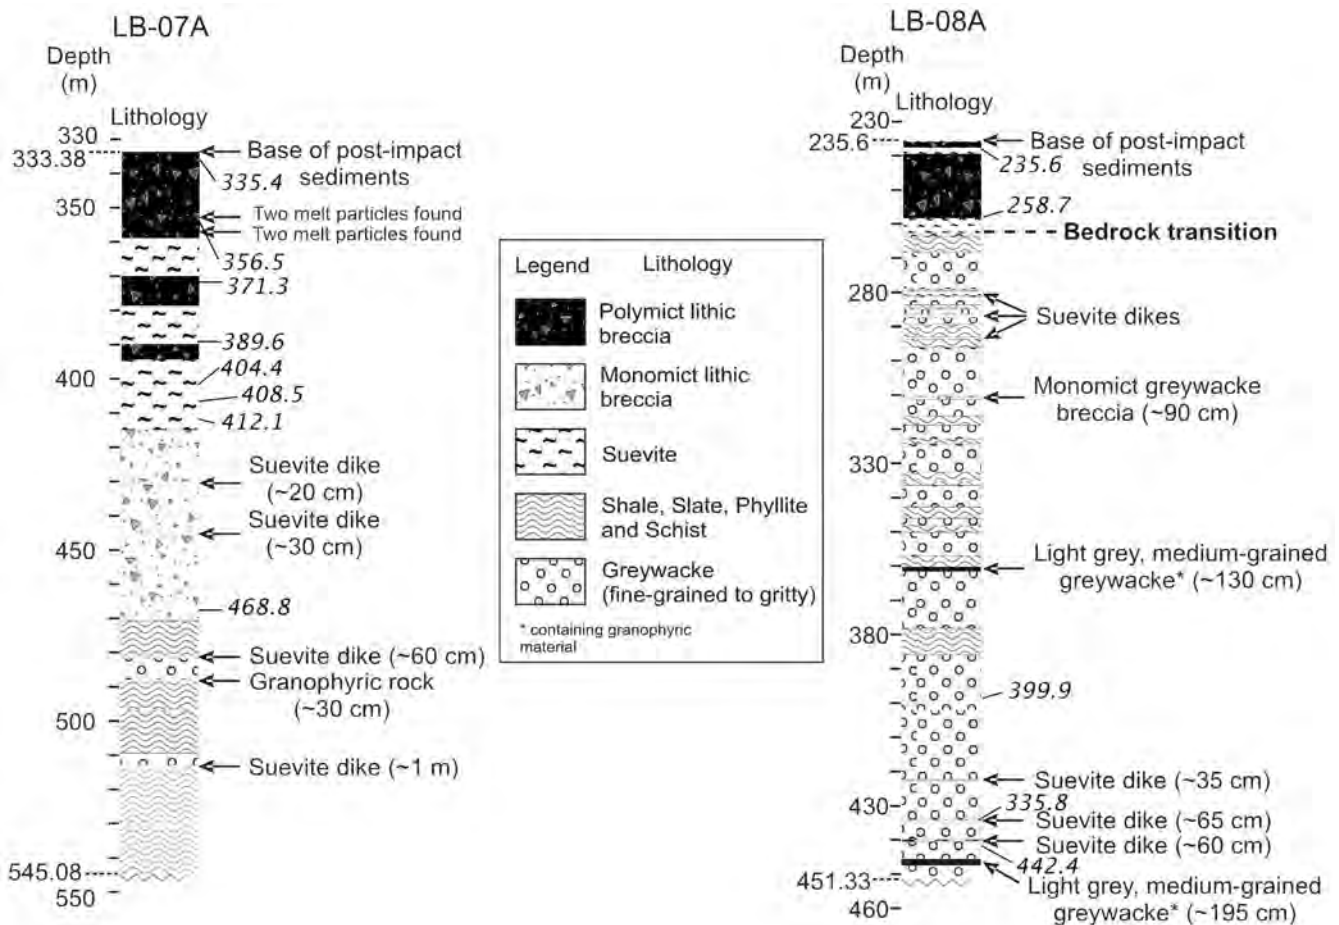 LB-07A
Depth
(m)
Lithology
330
333.38
Base of post-impact
sediments
335.4
350
Two melt particles found
Two melt particles found
356.5
371.3
389.6
400
404.4
408.5
412.1
Suevite dike
(~20 cm)
Suevite dike
(~30 cm)
450
468.8
Suevite dike (~60 cm)
Granophyric rock
(~30 cm)
500
Suevite dike (~1 m)
545.08
550
Legend Lithology
Polymict lithic
breccia
Monomict lithic
breccia
Suevite
Shale, Slate, Phyllite
and Schist
Greywacke
(fine-grained to gritty)
* containing granophyric
material
LB-08A
Depth
(m)
Lithology
230
235.6
Base of post-impact
sediments
235.6
258.7
Bedrock transition
280
Suevite dikes
Monomict greywacke
breccia (~90 cm)
330
Light grey, medium-grained
greywacke* (~130 cm)
380
399.9
Suevite dike (~35 cm)
430
335.8
Suevite dike (~65 cm)
Suevite dike (~60 cm)
442.4
451.33
Light grey, medium-grained
greywacke* (~195 cm)
460